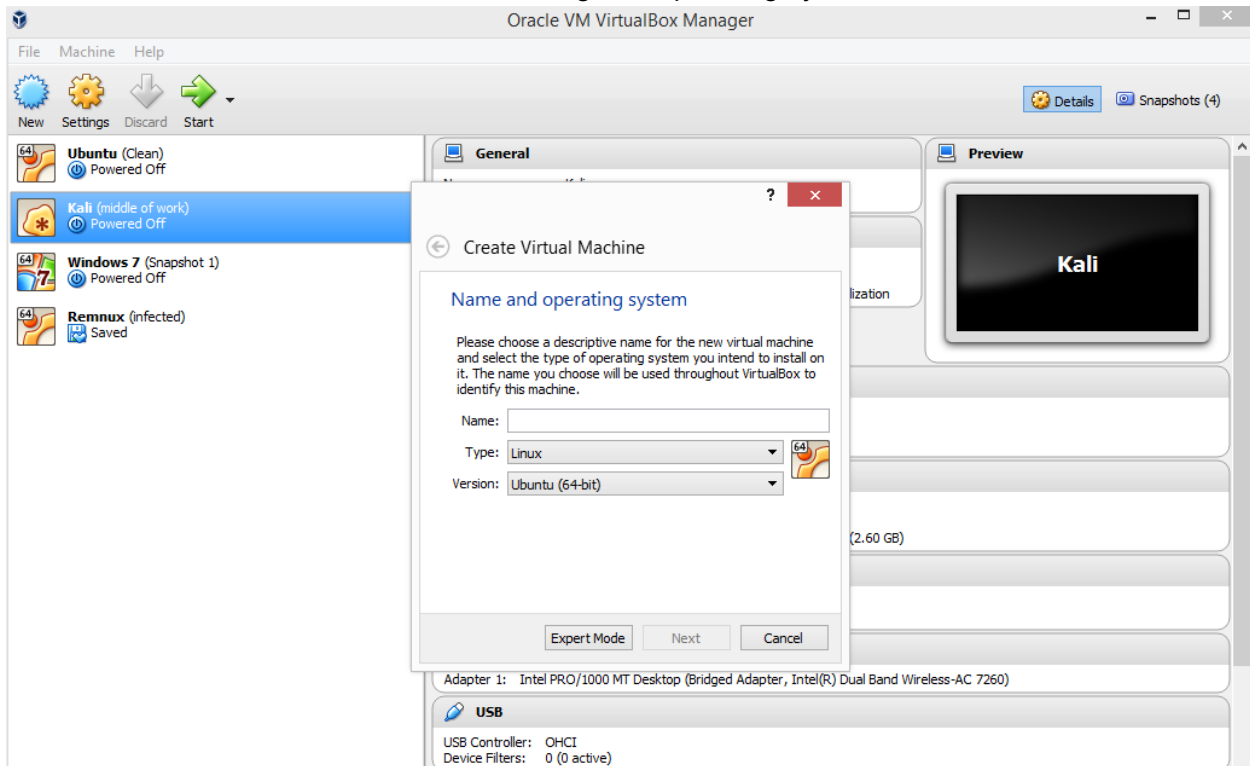 Oracle VM VirtualBox Manager
File Machine Help
New Settings Discard Start
Details Snapshots (4)
64 Ubuntu (Clean)
Powered Off
Kali (middle of work)
Powered Off
64 7 Windows 7 (Snapshot 1)
Powered Off
64 Remnux (infected)
Saved
General
Preview
Kali
?
Create Virtual Machine
Name and operating system
Please choose a descriptive name for the new virtual machine
and select the type of operating system you intend to install on
it. The name you choose will be used throughout VirtualBox to
identify this machine.
Name:
Type: Linux
64
Version: Ubuntu (64-bit)
Expert Mode Next Cancel
lization
(2.60 GB)
Adapter 1: Intel PRO/1000 MT Desktop (Bridged Adapter, Intel(R) Dual Band Wireless-AC 7260)
USB
USB Controller: OHCI
Device Filters: 0 (0 active)